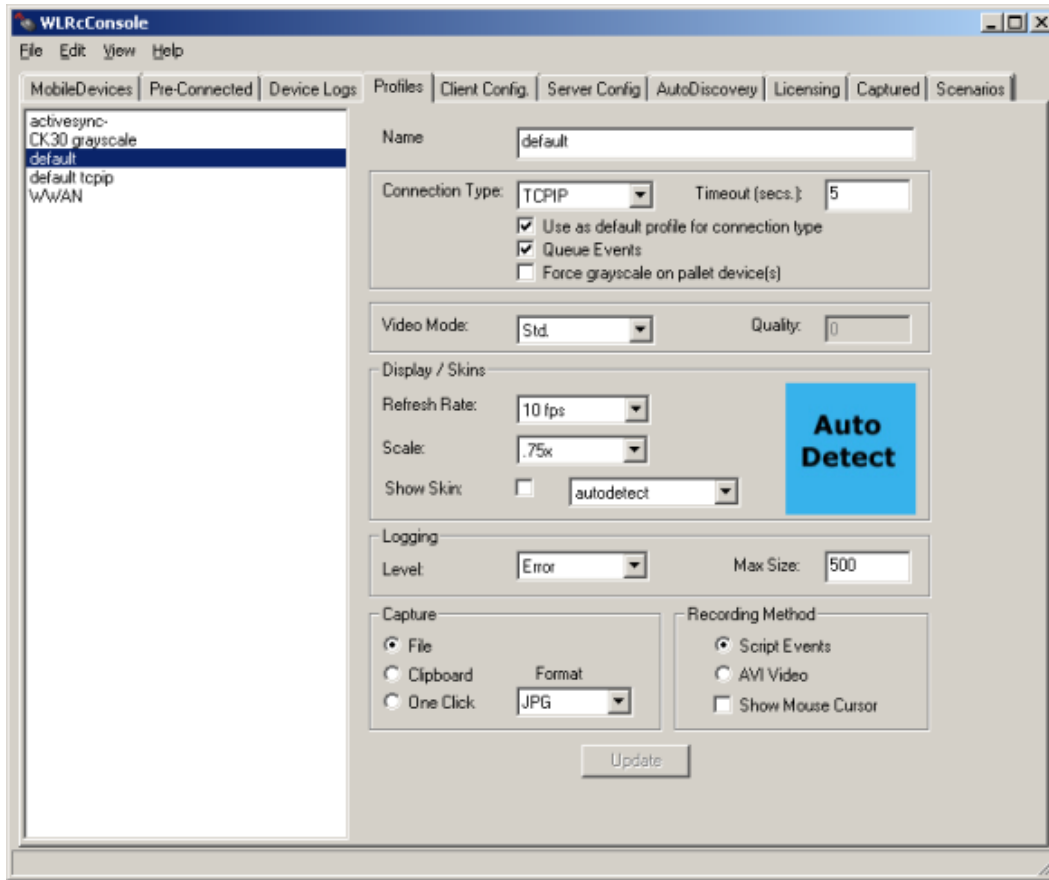 WLRcConsole
File Edit View Help
MobileDevices Pre-Connected Device Logs Profiles Client Config. Server Config AutoDiscovery Licensing Captured Scenarios
activesync-
CK30 grayscale
default
default tcpip
WWAN
Name default
Connection Type: TCPIP Timeout (secs.): 5
Use as default profile for connection type
Queue Events
Force grayscale on pallet device(s)
Video Mode: Std. Quality: 0
Display / Skins
Refresh Rate: 10 fps
Scale: .75x
Show Skin: autodetect
Auto
Detect
Logging
Level: Error Max Size: 500
Capture
File
Clipboard Format
One Click JPG
Recording Method
Script Events
AVI Video
Show Mouse Cursor
Update